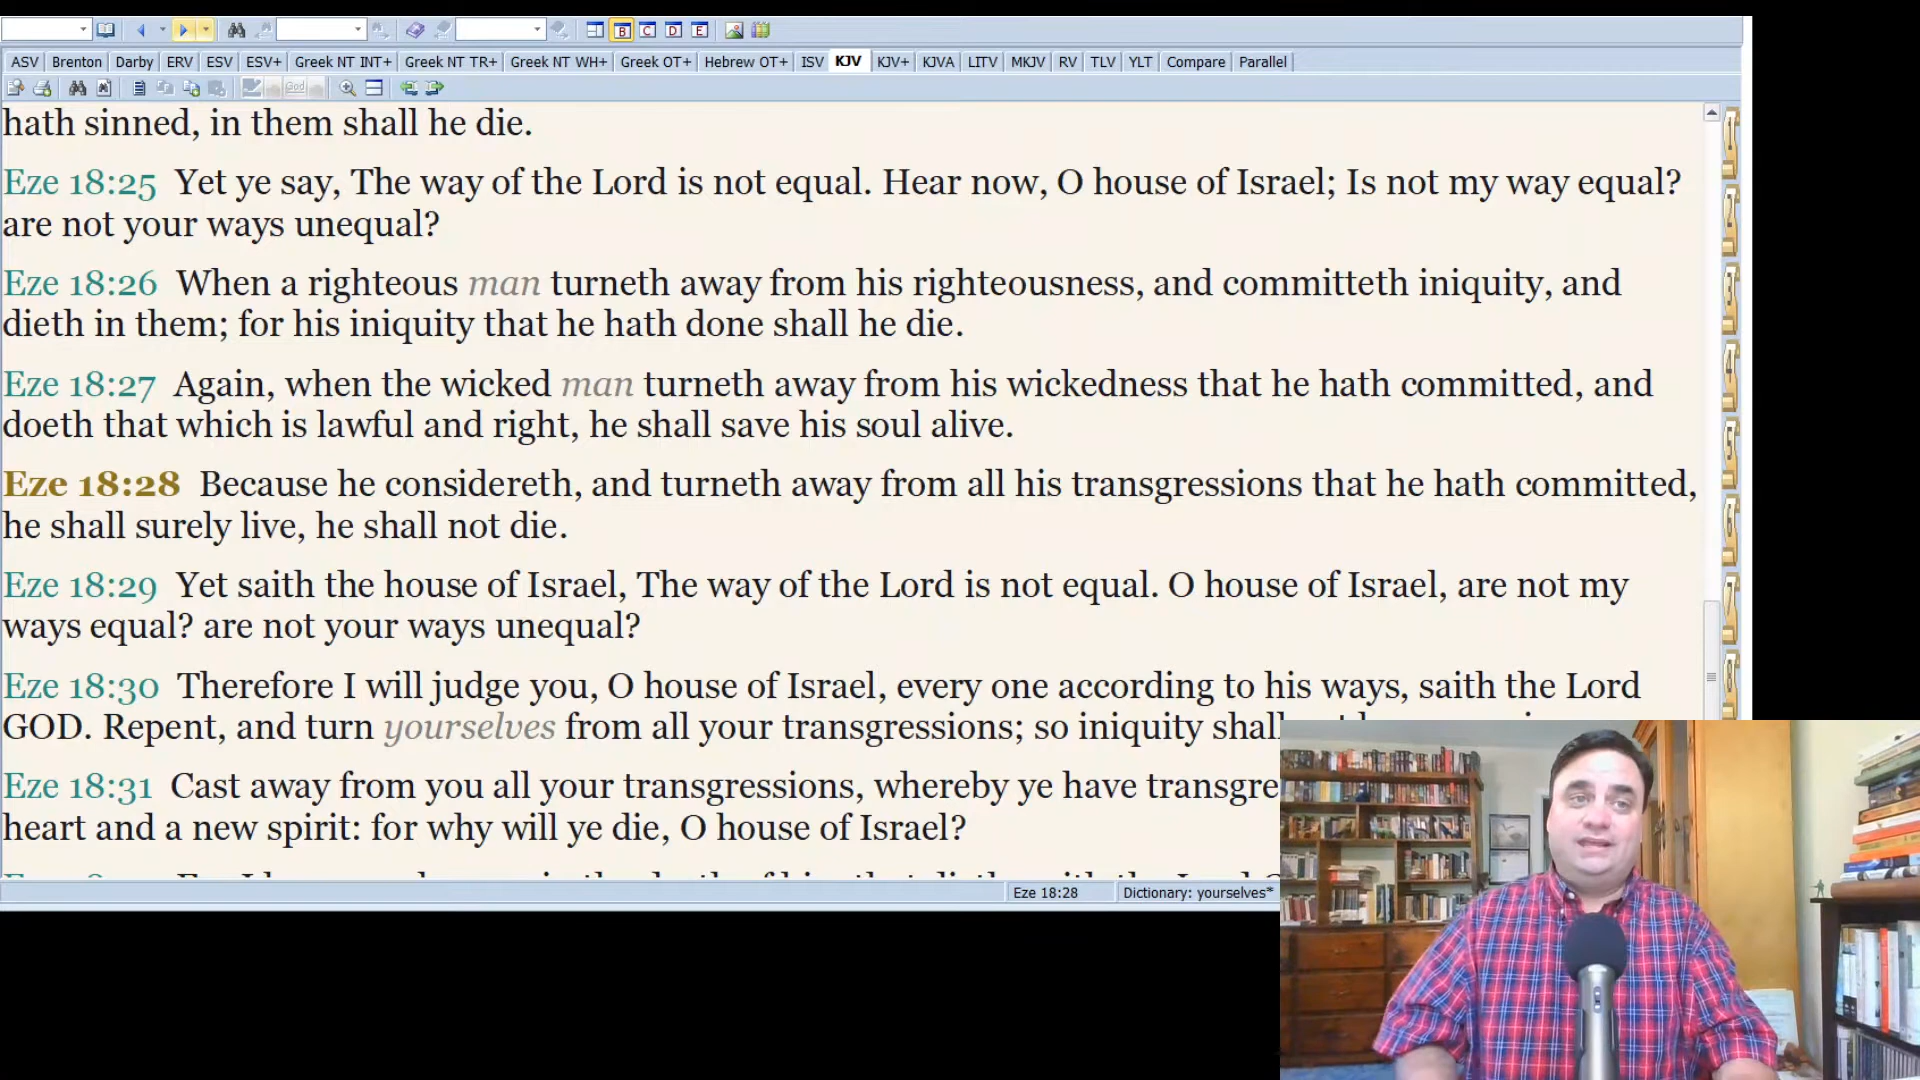 B C D E
ASV Brenton Darby ERV ESV ESV+ Greek NT INT+ Greek NT TR+ Greek NT WH+ Greek OT+ Hebrew OT+ ISV KJV KJV+ KJVA LITV MKJV RV TLV YLT Compare Parallel
God
hath sinned, in them shall he die.
Eze 18:25 Yet ye say, The way of the Lord is not equal. Hear now, O house of Israel; Is not my way equal?
are not your ways unequal?
Eze 18:26 When a righteous man turneth away from his righteousness, and committeth iniquity, and
dieth in them; for his iniquity that he hath done shall he die.
Eze 18:27 Again, when the wicked man turneth away from his wickedness that he hath committed, and
doeth that which is lawful and right, he shall save his soul alive.
Eze 18:28 Because he considereth, and turneth away from all his transgressions that he hath committed,
he shall surely live, he shall not die.
Eze 18:29 Yet saith the house of Israel, The way of the Lord is not equal. O house of Israel, are not my
ways equal? are not your ways unequal?
Eze 18:30 Therefore I will judge you, O house of Israel, every one according to his ways, saith the Lord
GOD. Repent, and turn yourselves from all your transgressions; so iniquity shall
Eze 18:31 Cast away from you all your transgressions, whereby ye have transgre
heart and a new spirit: for why will ye die, O house of Israel?
Eze 18:28 Dictionary: yourselves*
1
2
3
4
5
6
7
8